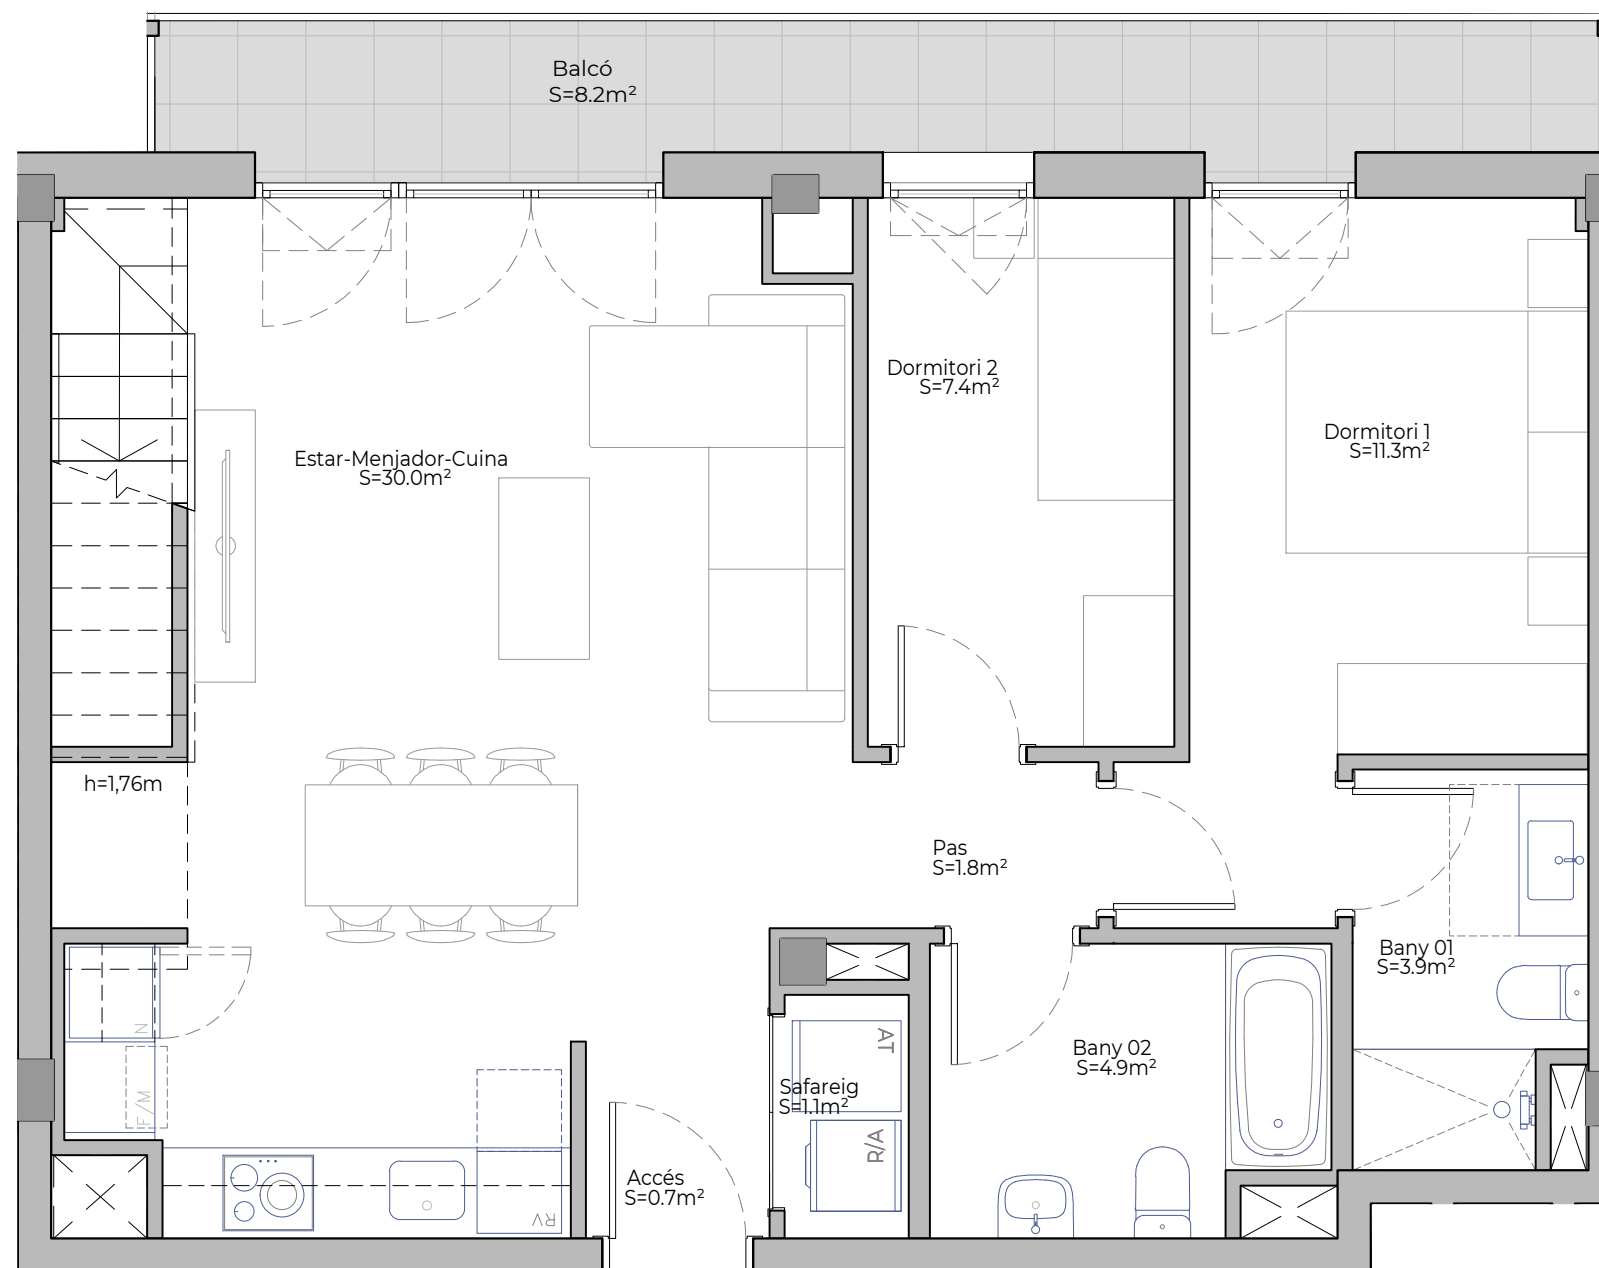 Balcó
S=8.2m²
Dormitori 2
S=7.4m²
Dormitori 1
S=11.3m²
Estar-Menjador-Cuina
S=30.0m²
h=1,76m
Pas
S=1.8m²
Bany 01
S=3.9m²
N
F/M
AT
Safareig
S=1.1m²
R/A
Bany 02
S=4.9m²
Accés
S=0.7m²
RV